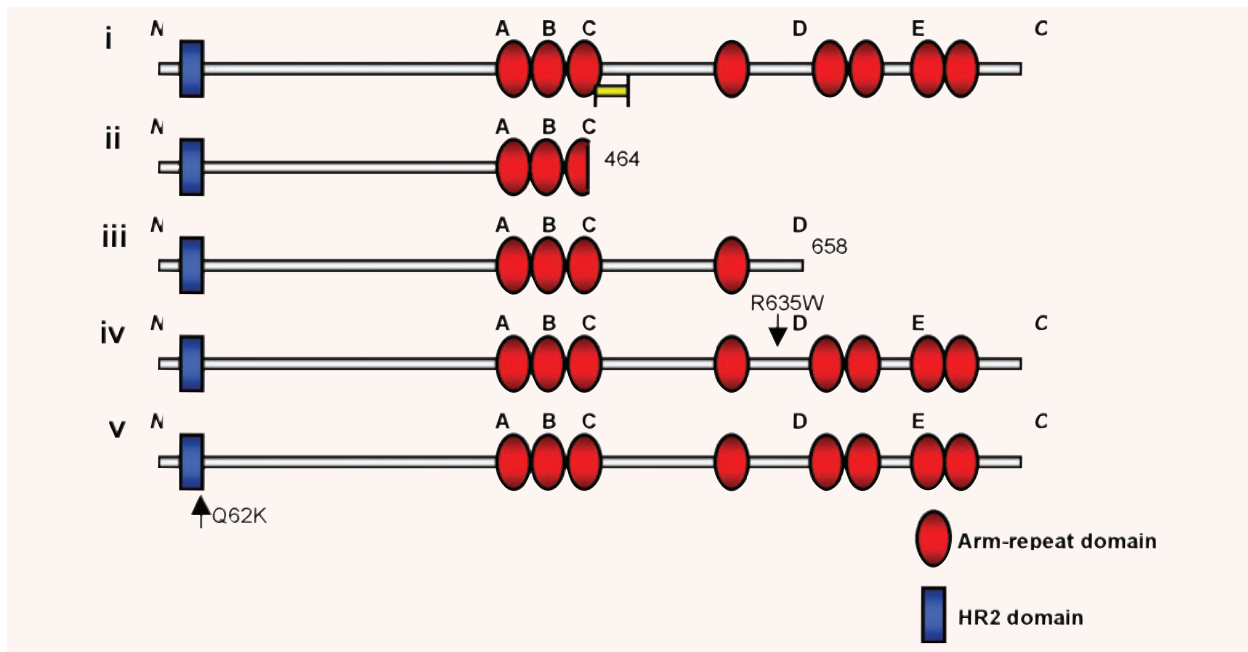 i N A B C D E C
ii N A B C 464
iii N A B C D 658
R635W
iv N A B C D E C
v N A B C D E C
Q62K
Arm-repeat domain
HR2 domain